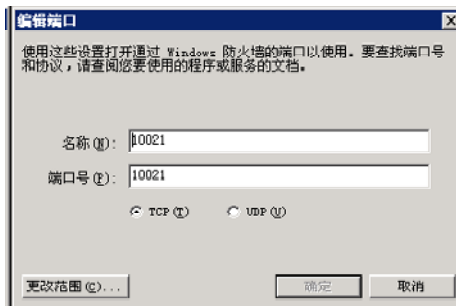 编辑端口
使用这些设置打开通过 Windows 防火墙的端口以使用。要查找端口号
和协议，请查阅您要使用的程序或服务的文档。
名称(N): 10021
端口号(P): 10021
TCP(T) UDP(U)
更改范围(C)... 确定 取消